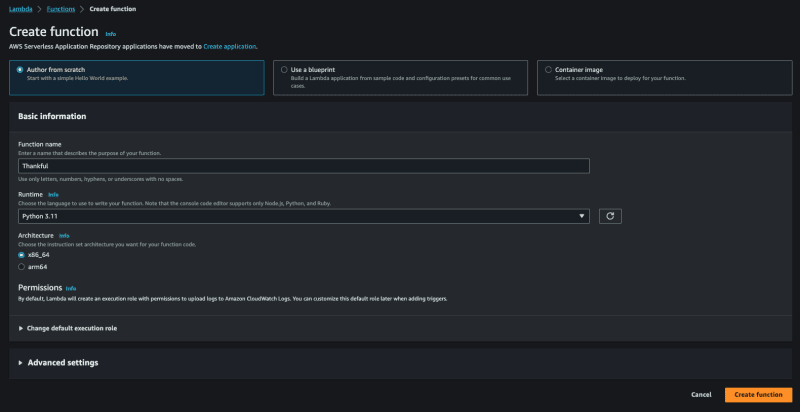 Lambda > Functions > Create function
Create function Info
AWS Serverless Application Repository applications have moved to Create application.
Author from scratch
Start with a simple Hello World example.
Use a blueprint
Build a Lambda application from sample code and configuration presets for common use
cases.
Container image
Select a container image to deploy for your function.
Basic information
Function name
Enter a name that describes the purpose of your function.
Thankful
Use only letters, numbers, hyphens, or underscores with no spaces.
Runtime Info
Choose the language to use to write your function. Note that the console code editor supports only Node.js, Python, and Ruby.
Python 3.11
Architecture Info
Choose the instruction set architecture you want for your function code.
x86_64
arm64
Permissions Info
By default, Lambda will create an execution role with permissions to upload logs to Amazon CloudWatch Logs. You can customize this default role later when adding triggers.
Change default execution role
Advanced settings
Cancel
Create function